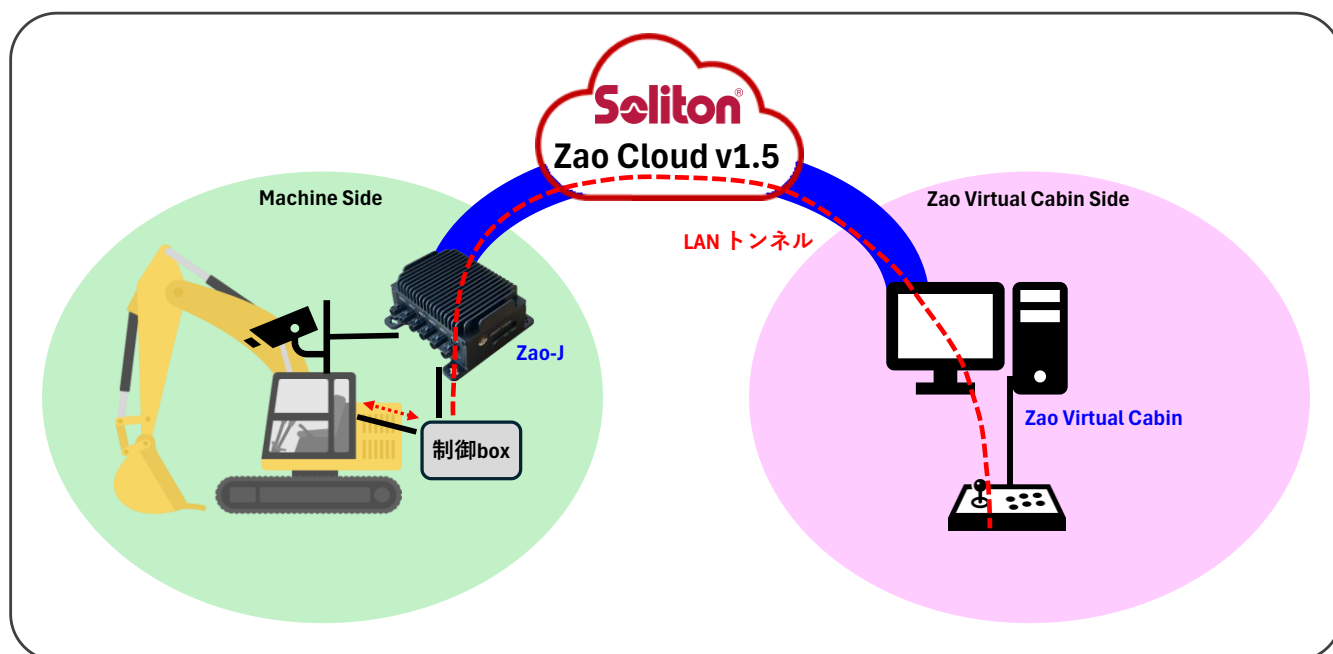 Soliton®
Zao Cloud v1.5
Machine Side
Zao Virtual Cabin Side
LAN トンネル
Zao-J
制御box
Zao Virtual Cabin